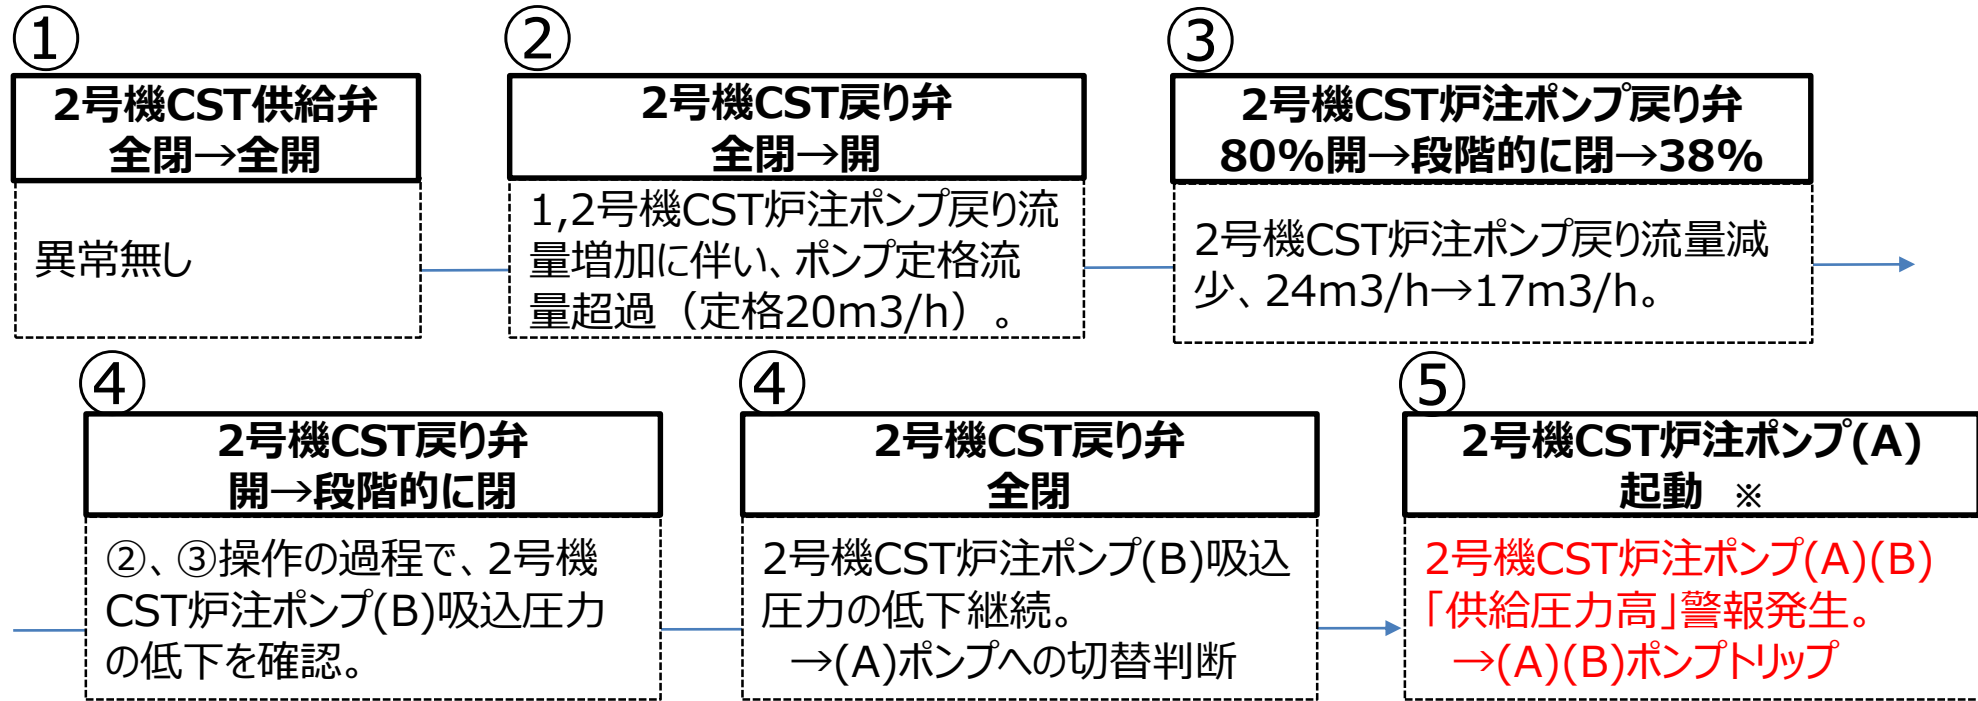 ①
2号機CST供給弁
全閉→全開
異常無し
②
2号機CST戻り弁
全閉→開
1,2号機CST炉注ポンプ戻り流
量増加に伴い、ポンプ定格流
量超過（定格20m3/h）。
③
2号機CST炉注ポンプ戻り弁
80%開→段階的に閉→38%
2号機CST炉注ポンプ戻り流量減
少、24m3/h→17m3/h。
④
2号機CST戻り弁
開→段階的に閉
②、③操作の過程で、2号機
CST炉注ポンプ(B)吸込圧力
の低下を確認。
④
2号機CST戻り弁
全閉
2号機CST炉注ポンプ(B)吸込
圧力の低下継続。
→(A)ポンプへの切替判断
⑤
2号機CST炉注ポンプ(A)
起動 ※
2号機CST炉注ポンプ(A)(B)
「供給圧力高」警報発生。
→(A)(B)ポンプトリップ